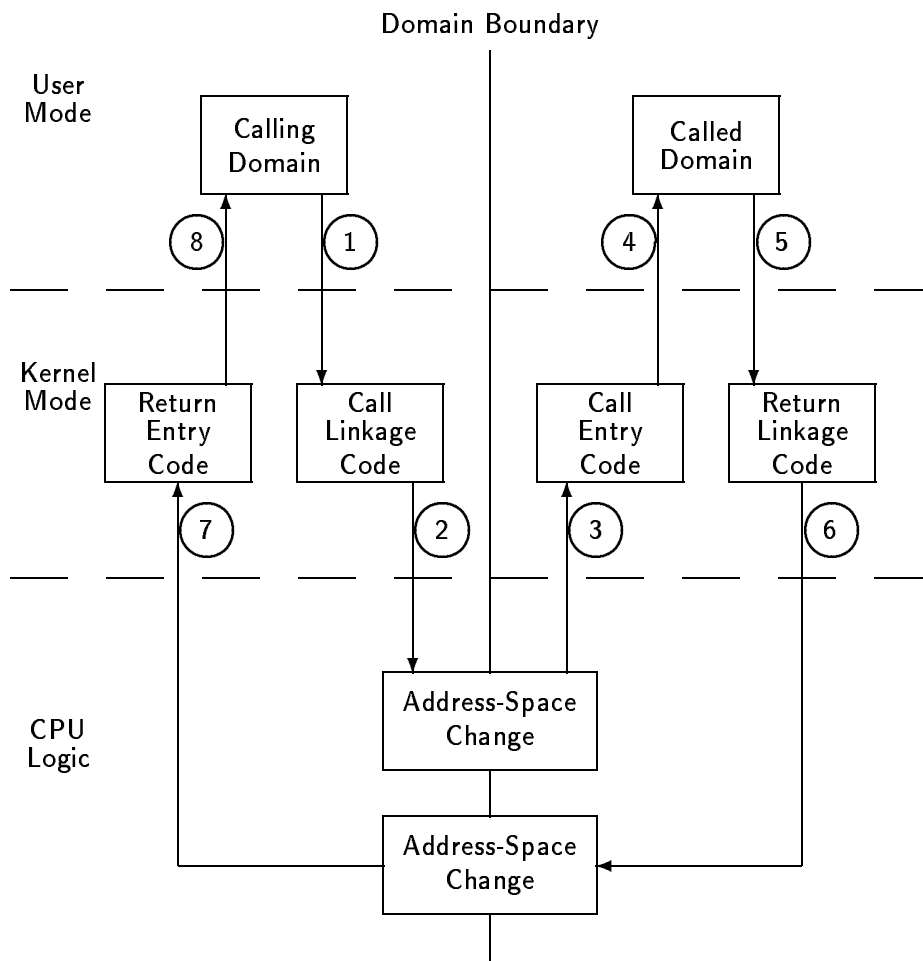 Domain Boundary
User
Mode
Calling
Domain
Called
Domain
8
1
4
5
Kernel
Mode
Return
Entry
Code
Call
Linkage
Code
Call
Entry
Code
Return
Linkage
Code
7
2
3
6
CPU
Logic
Address-Space
Change
Address-Space
Change